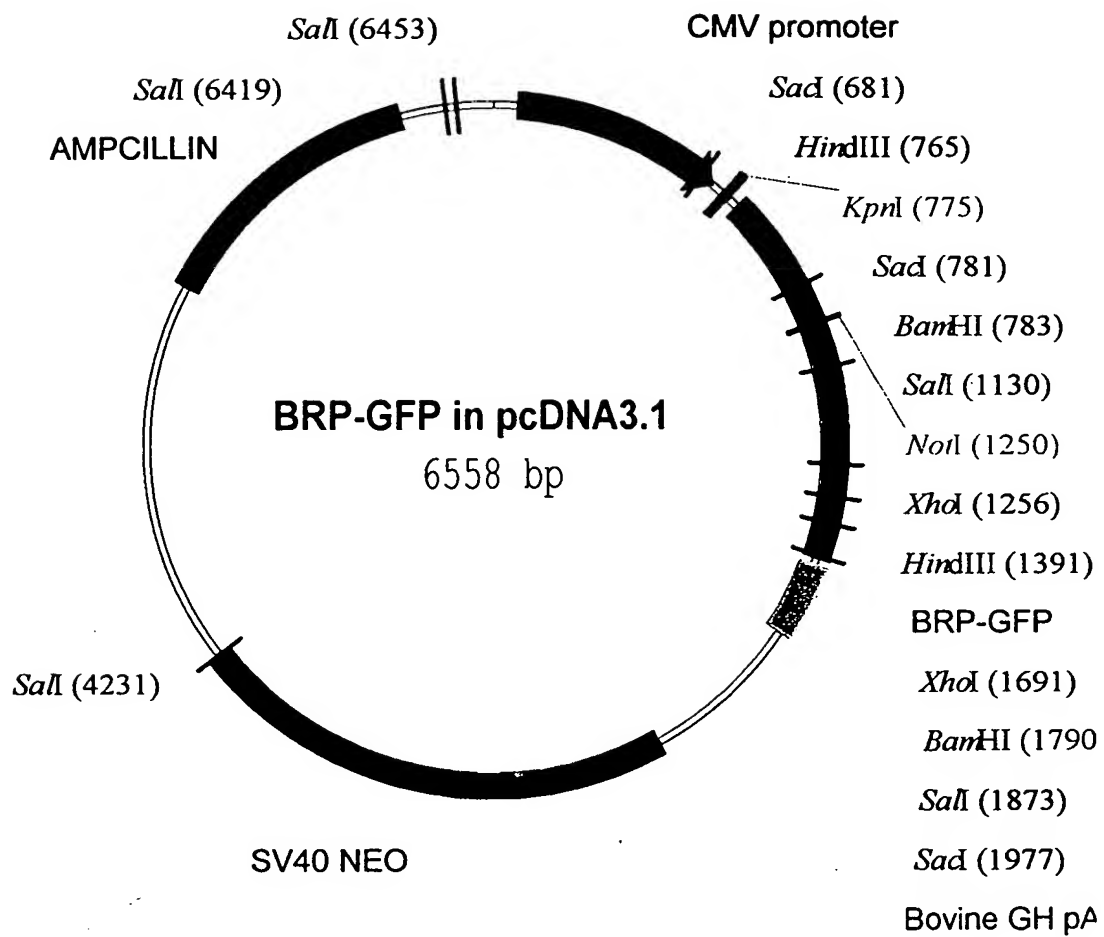 SalI (6453)
CMV promoter
SalI (6419)
SacI (681)
AMPCILLIN
HindIII (765)
KpnI (775)
SacI (781)
BamHI (783)
SalI (1130)
BRP-GFP in pcDNA3.1
6558 bp
NotI (1250)
XhoI (1256)
HindIII (1391)
BRP-GFP
SalI (4231)
XhoI (1691)
BamHI (1790
SalI (1873)
SV40 NEO
SacI (1977)
Bovine GH pA